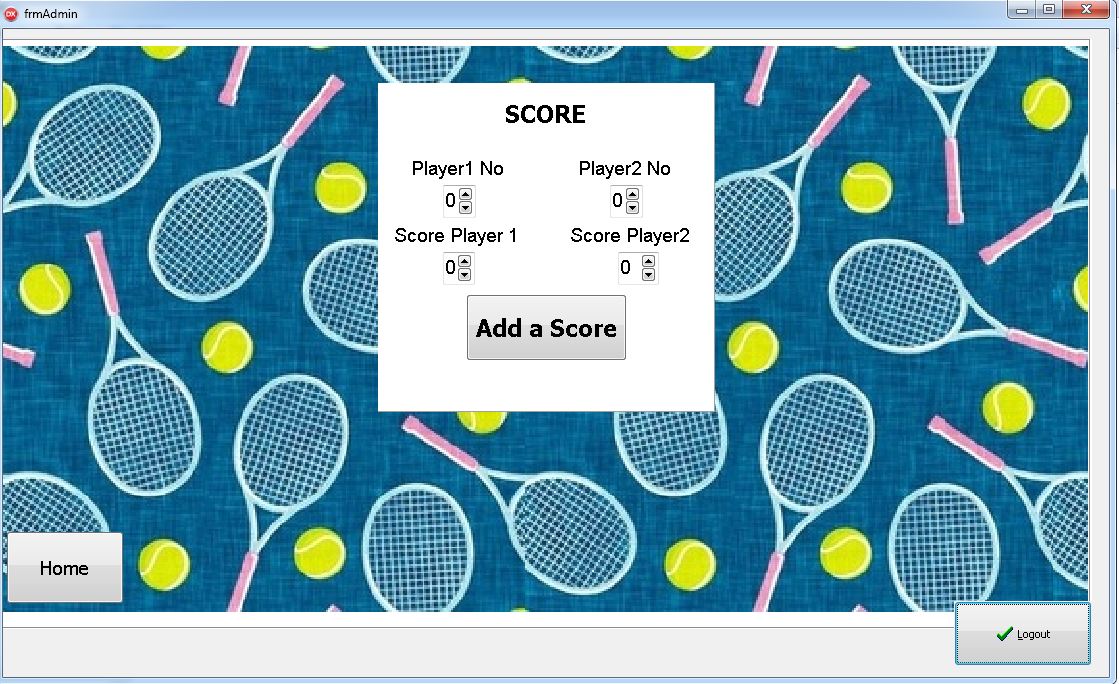 DX frmAdmin
SCORE
Player1 No Player2 No
0 0
Score Player 1 Score Player2
0 0
Add a Score
Home
Logout